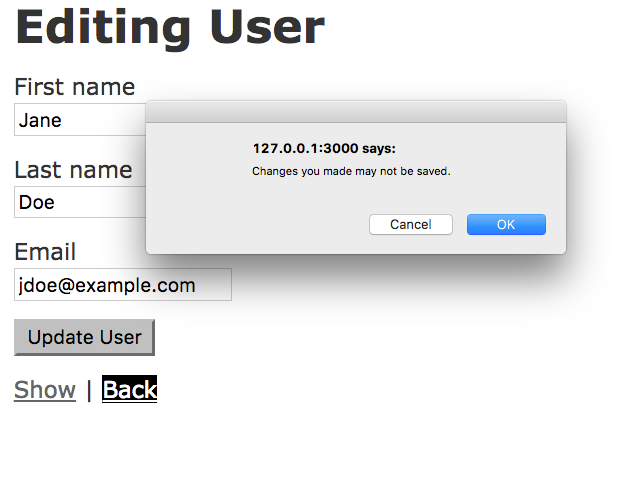 Editing User
First name
Jane
127.0.0.1:3000 says:
Changes you made may not be saved.
Cancel OK
Last name
Doe
Email
jdoe@example.com
Update User
Show | Back